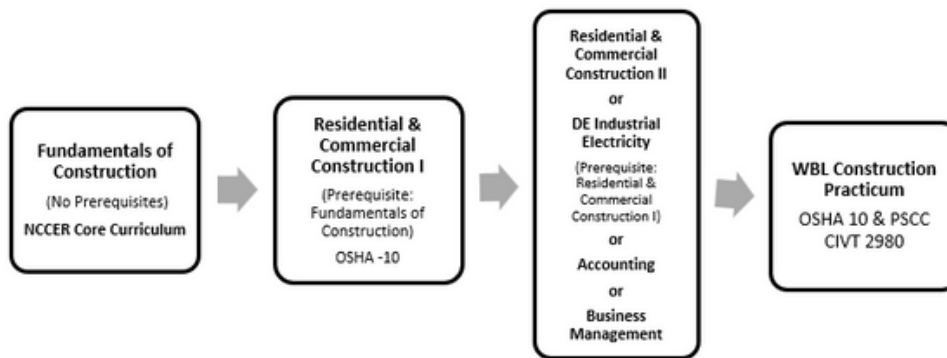 Fundamentals of
Construction
(No Prerequisites)
NCCER Core Curriculum
Residential &
Commercial
Construction I
(Prerequisite:
Fundamentals of
Construction)
OSHA -10
Residential &
Commercial
Construction II
or
DE Industrial
Electricity
(Prerequisite:
Residential &
Commercial
Construction I)
or
Accounting
or
Business
Management
WBL Construction
Practicum
OSHA 10 & PSCC
CIVT 2980